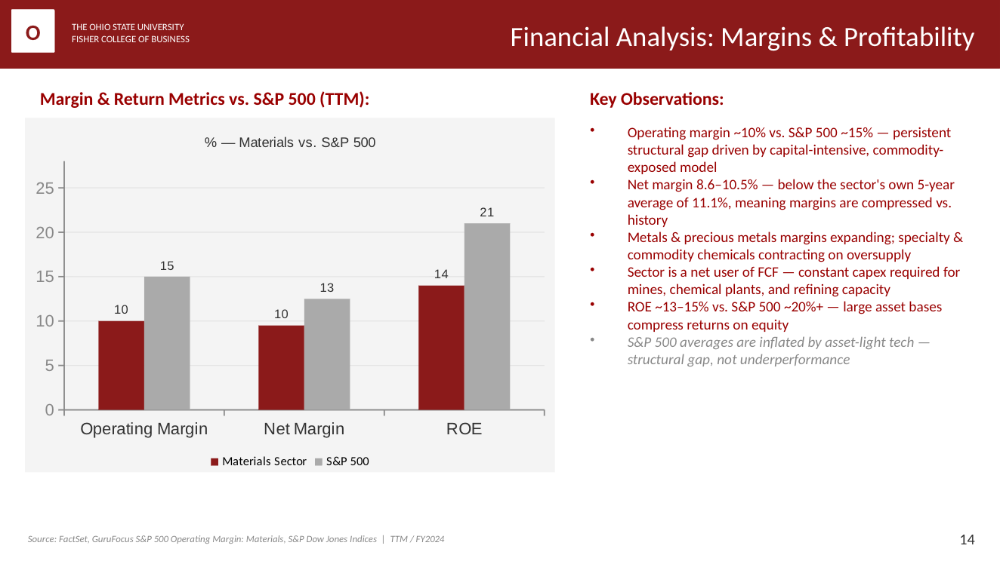 O
THE OHIO STATE UNIVERSITY
FISHER COLLEGE OF BUSINESS
Financial Analysis: Margins & Profitability
Margin & Return Metrics vs. S&P 500 (TTM):
% — Materials vs. S&P 500
25
20
15
10
5
0
10
15
10
13
14
21
Operating Margin
Net Margin
ROE
Materials Sector
S&P 500
Key Observations:
• Operating margin ~10% vs. S&P 500 ~15% — persistent
structural gap driven by capital-intensive, commodity-
exposed model
• Net margin 8.6–10.5% — below the sector's own 5-year
average of 11.1%, meaning margins are compressed vs.
history
• Metals & precious metals margins expanding; specialty &
commodity chemicals contracting on oversupply
• Sector is a net user of FCF — constant capex required for
mines, chemical plants, and refining capacity
• ROE ~13–15% vs. S&P 500 ~20%+ — large asset bases
compress returns on equity
• S&P 500 averages are inflated by asset-light tech —
structural gap, not underperformance
Source: FactSet, GuruFocus S&P 500 Operating Margin: Materials, S&P Dow Jones Indices | TTM / FY2024
14